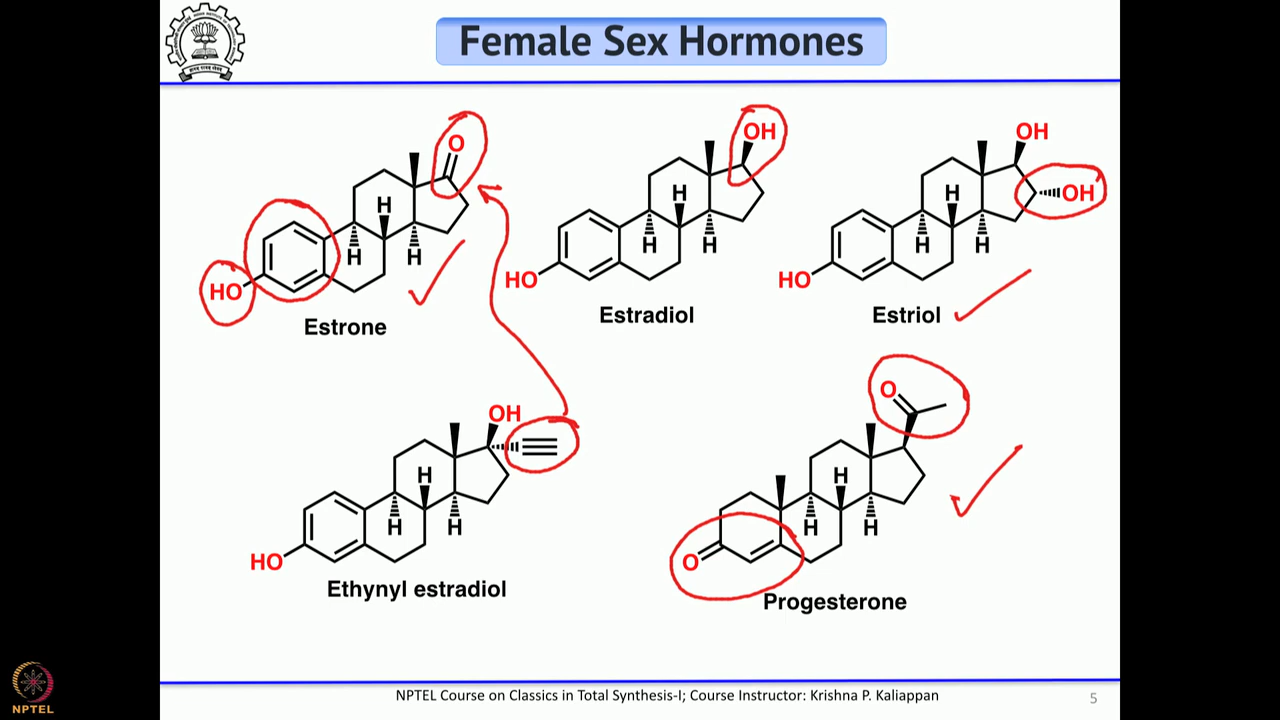 Female Sex Hormones
O
H
H
H
HO
Estrone
OH
H
H
H
HO
Estradiol
OH
OH
H
H
H
HO
Estriol
OH
H
H
H
HO
Ethynyl estradiol
O
H
H
H
O
Progesterone
NPTEL
NPTEL Course on Classics in Total Synthesis-I; Course Instructor: Krishna P. Kaliappan
5